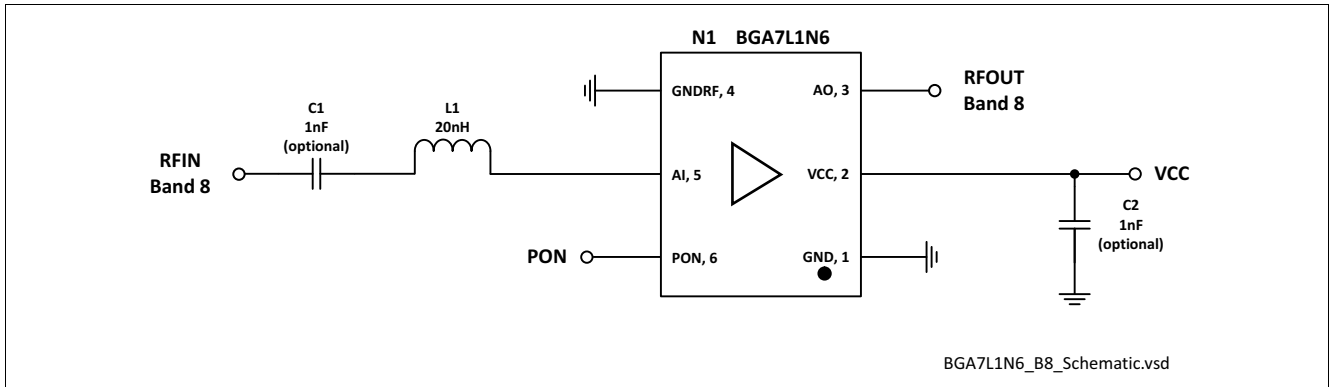 N1 BGA7L1N6
GNDRF, 4
AO, 3
RFOUT
Band 8
C1
1nF
(optional)
L1
20nH
RFIN
Band 8
AI, 5
VCC, 2
VCC
C2
1nF
(optional)
PON
PON, 6
GND, 1
BGA7L1N6_B8_Schematic.vsd